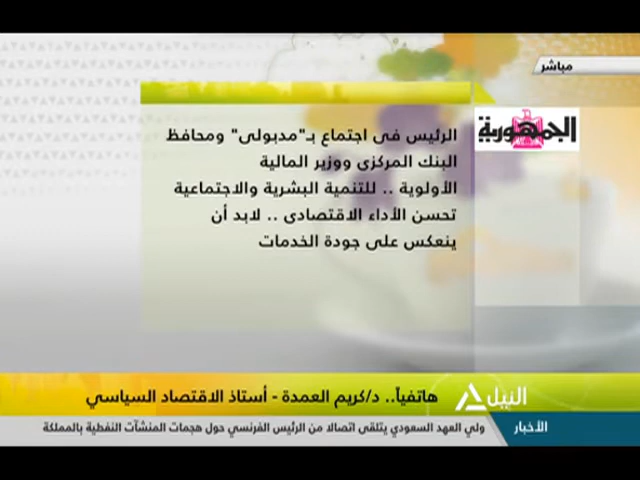 مباشر
الجمهورية
الرئيس فى اجتماع بـ"مدبولى" ومحافظ
البنك المركزى ووزير المالية
الأولوية .. للتنمية البشرية والاجتماعية
تحسن الأداء الاقتصادى .. لابد أن
ينعكس على جودة الخدمات
النيل
هاتفياً.. د/كريم العمدة - أستاذ الاقتصاد السياسي
الأخبار
ولي العهد السعودي يتلقى اتصالا من الرئيس الفرنسي حول هجمات المنشآت النفطية بالمملكة